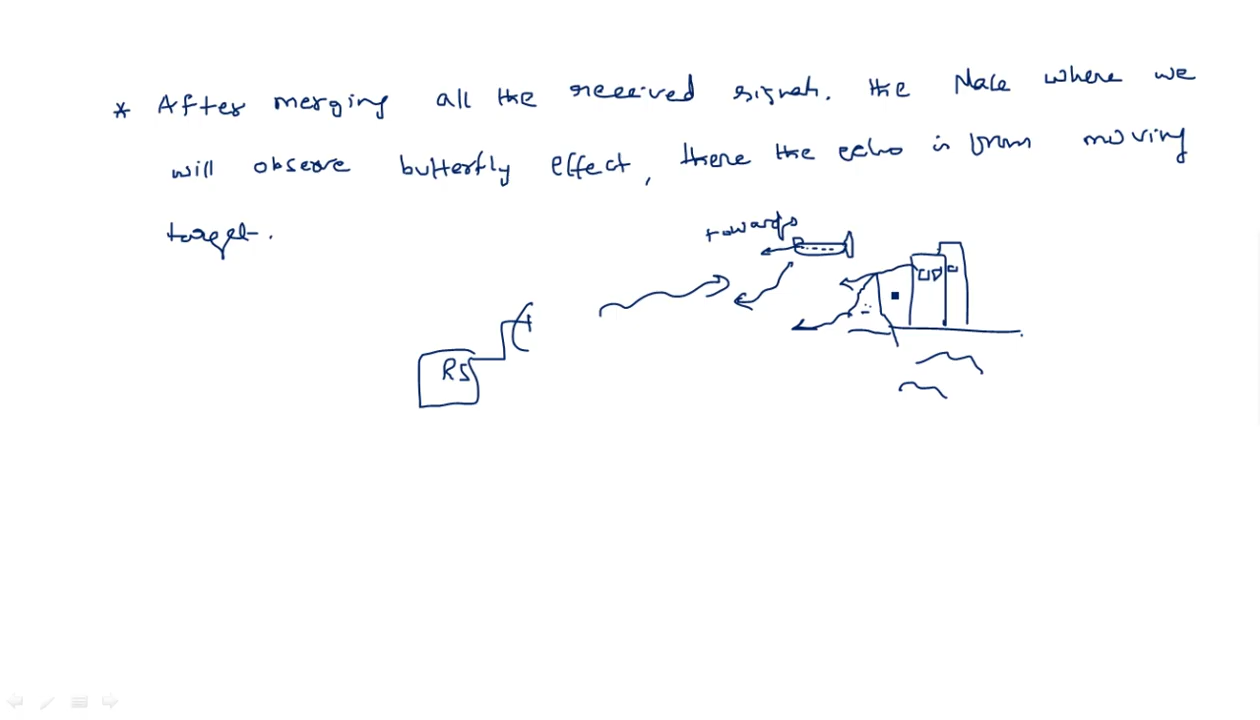 * After merging all the received signals. the Place where we
will observe butterfly effect, there the echo is from moving
target.
towards
RS